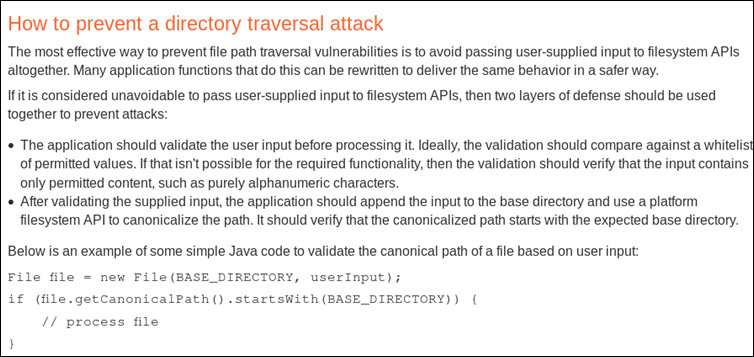 How to prevent a directory traversal attack
The most effective way to prevent file path traversal vulnerabilities is to avoid passing user-supplied input to filesystem APIs
altogether. Many application functions that do this can be rewritten to deliver the same behavior in a safer way.
If it is considered unavoidable to pass user-supplied input to filesystem APIs, then two layers of defense should be used
together to prevent attacks:
• The application should validate the user input before processing it. Ideally, the validation should compare against a whitelist
of permitted values. If that isn't possible for the required functionality, then the validation should verify that the input contains
only permitted content, such as purely alphanumeric characters.
• After validating the supplied input, the application should append the input to the base directory and use a platform
filesystem API to canonicalize the path. It should verify that the canonicalized path starts with the expected base directory.
Below is an example of some simple Java code to validate the canonical path of a file based on user input:
File file = new File(BASE_DIRECTORY, userInput);
if (file.getCanonicalPath().startsWith(BASE_DIRECTORY)) {
    // process file
}